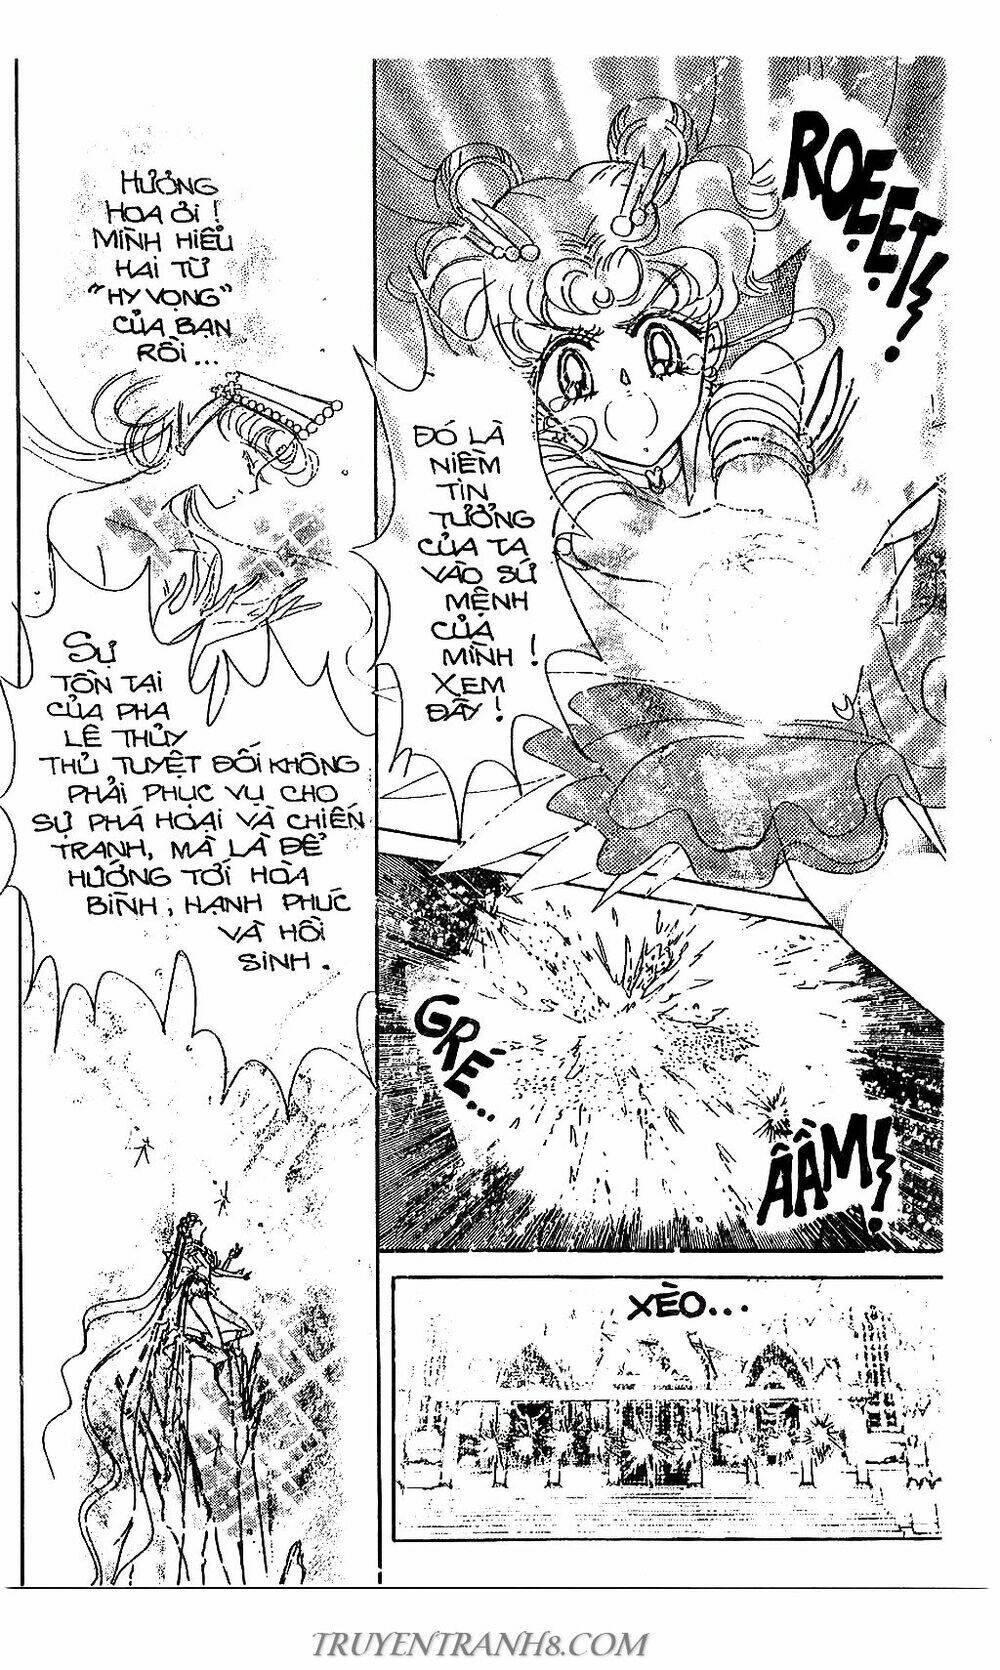 ROẸẸT!
ĐÓ LÀ
NIỀM
TIN
TƯỞNG
CỦA TA
VÀO SỨ
MỆNH
CỦA
MÌNH!
XEM
ĐÂY!
GRÈ...
ẦẦM!
XÈO...
HƯƠNG
HOA ƠI!
MÌNH HIỂU
HAI TỪ
"HY VỌNG"
CỦA BẠN
RỒI...
SỰ
TỒN TẠI
CỦA PHA
LÊ THỦY
THỦ TUYỆT ĐỐI KHÔNG
PHẢI PHỤC VỤ CHO
SỰ PHÁ HOẠI VÀ CHIẾN
TRANH, MÀ LÀ ĐỂ
HƯỚNG TỚI HÒA
BÌNH, HẠNH PHÚC
VÀ HỒI
SINH.
TRUYENTRANH8.COM